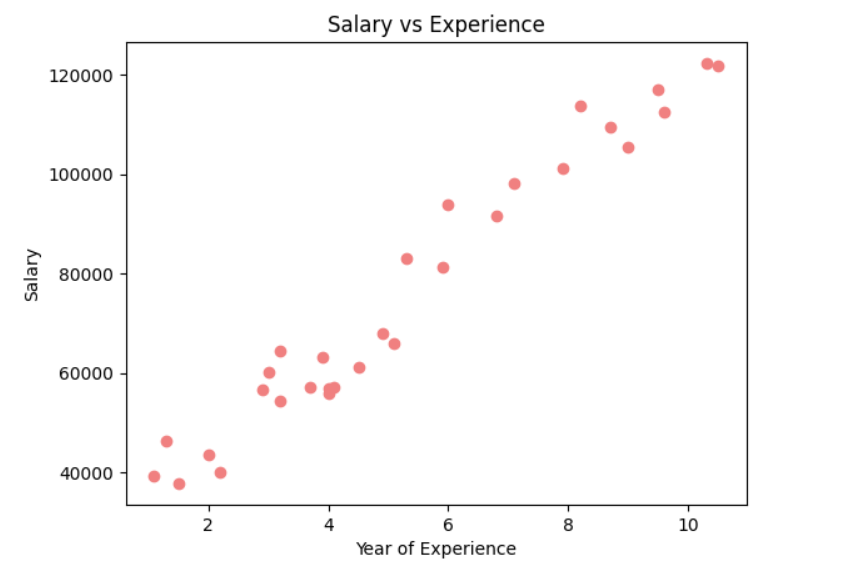 Salary vs Experience
120000
100000
80000
60000
40000
Salary
2 4 6 8 10
Year of Experience